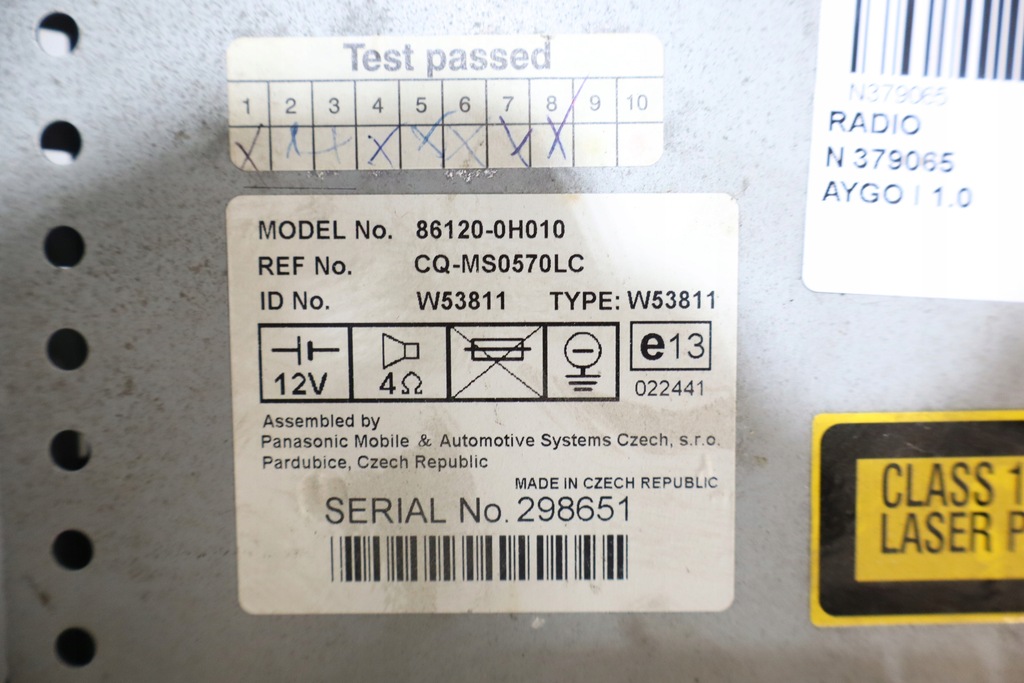 Test passed
1 2 3 4 5 6 7 8 9 10
MODEL No. 86120-0H010
REF No. CQ-MS0570LC
ID No. W53811 TYPE: W53811
12V 4Ω e13
022441
Assembled by
Panasonic Mobile & Automotive Systems Czech, s.r.o.
Pardubice, Czech Republic
MADE IN CZECH REPUBLIC
SERIAL No. 298651
N379065
RADIO
N 379065
AYGO I 1.0
CLASS 1
LASER P